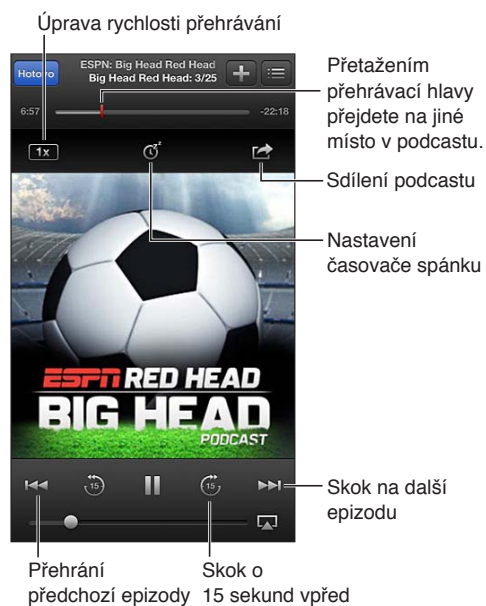 Úprava rychlosti přehrávání
Hotovo
ESPN: Big Head Red Head
Big Head Red Head: 3/25
6:57
-22:18
1x
Přetažením
přehrávací hlavy
přejdete na jiné
místo v podcastu.
Sdílení podcastu
Nastavení
časovače spánku
ESPN RED HEAD
BIG HEAD
PODCAST
15
15
Skok na další
epizodu
Přehrání
předchozí epizody
Skok o
15 sekund vpřed